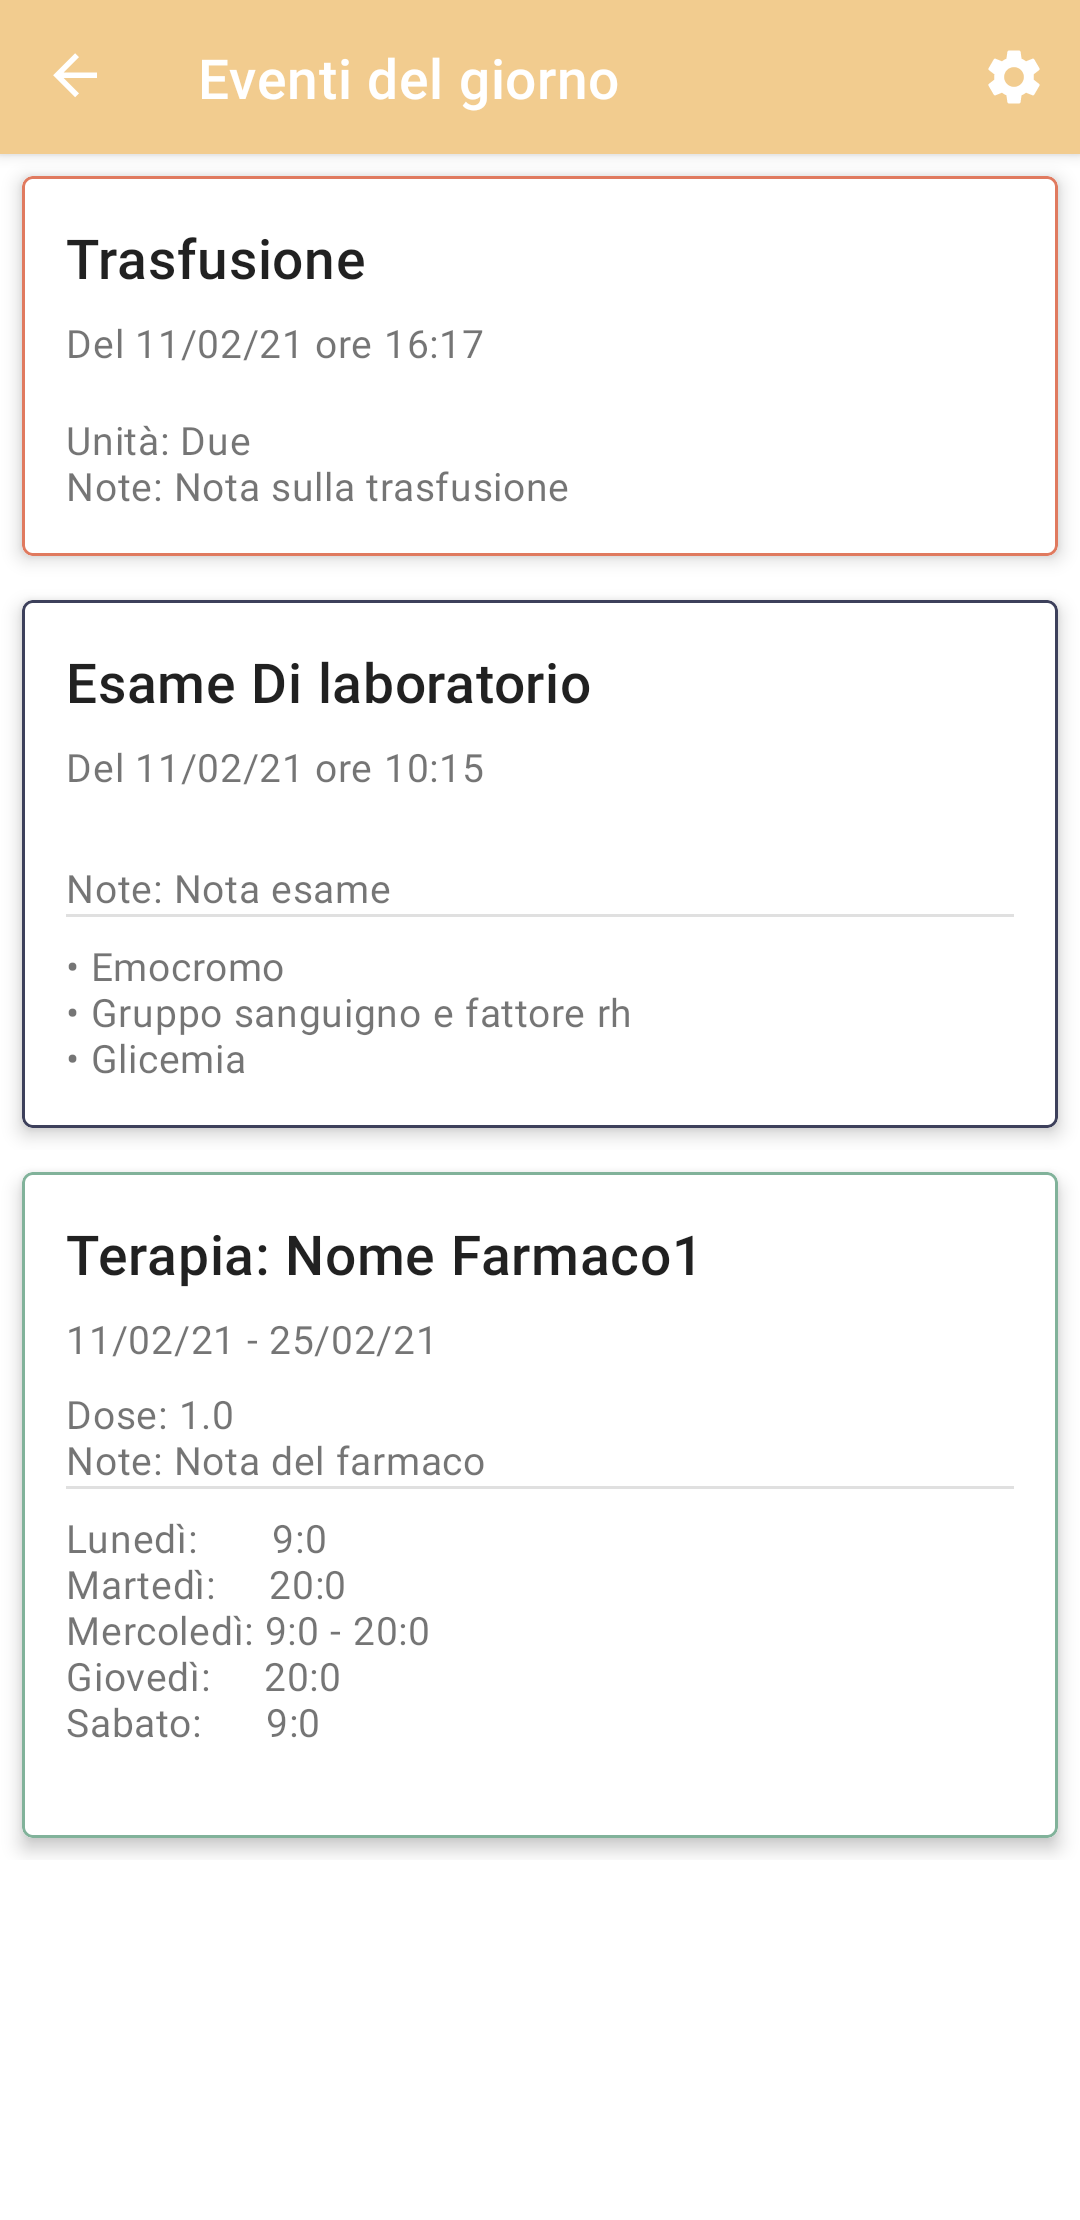 Eventi del giorno
Trasfusione
Del 11/02/21 ore 16:17
Unità: Due
Note: Nota sulla trasfusione
Esame Di laboratorio
Del 11/02/21 ore 10:15
Note: Nota esame
• Emocromo
• Gruppo sanguigno e fattore rh
• Glicemia
Terapia: Nome Farmaco1
11/02/21 - 25/02/21
Dose: 1.0
Note: Nota del farmaco
Lunedì: 9:0
Martedì: 20:0
Mercoledì: 9:0 - 20:0
Giovedì: 20:0
Sabato: 9:0